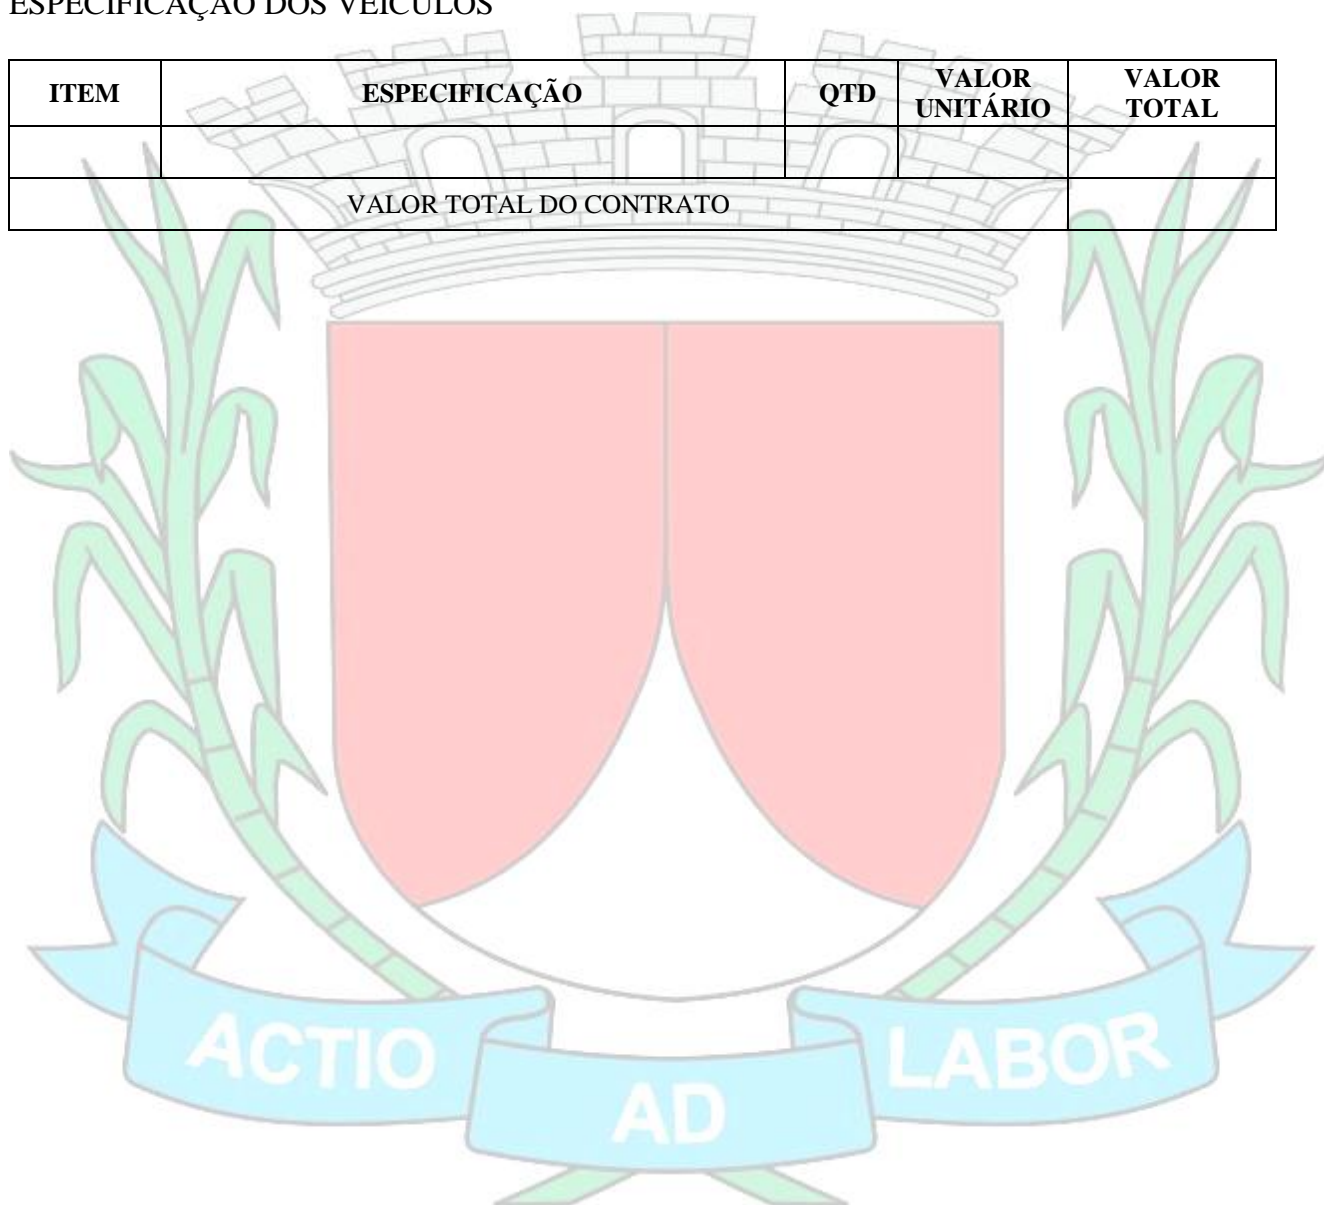 ESPECIFICAÇÃO DOS VEÍCULOS
ITEM ESPECIFICAÇÃO QTD VALOR UNITÁRIO VALOR TOTAL
VALOR TOTAL DO CONTRATO
ACTIO AD LABOR